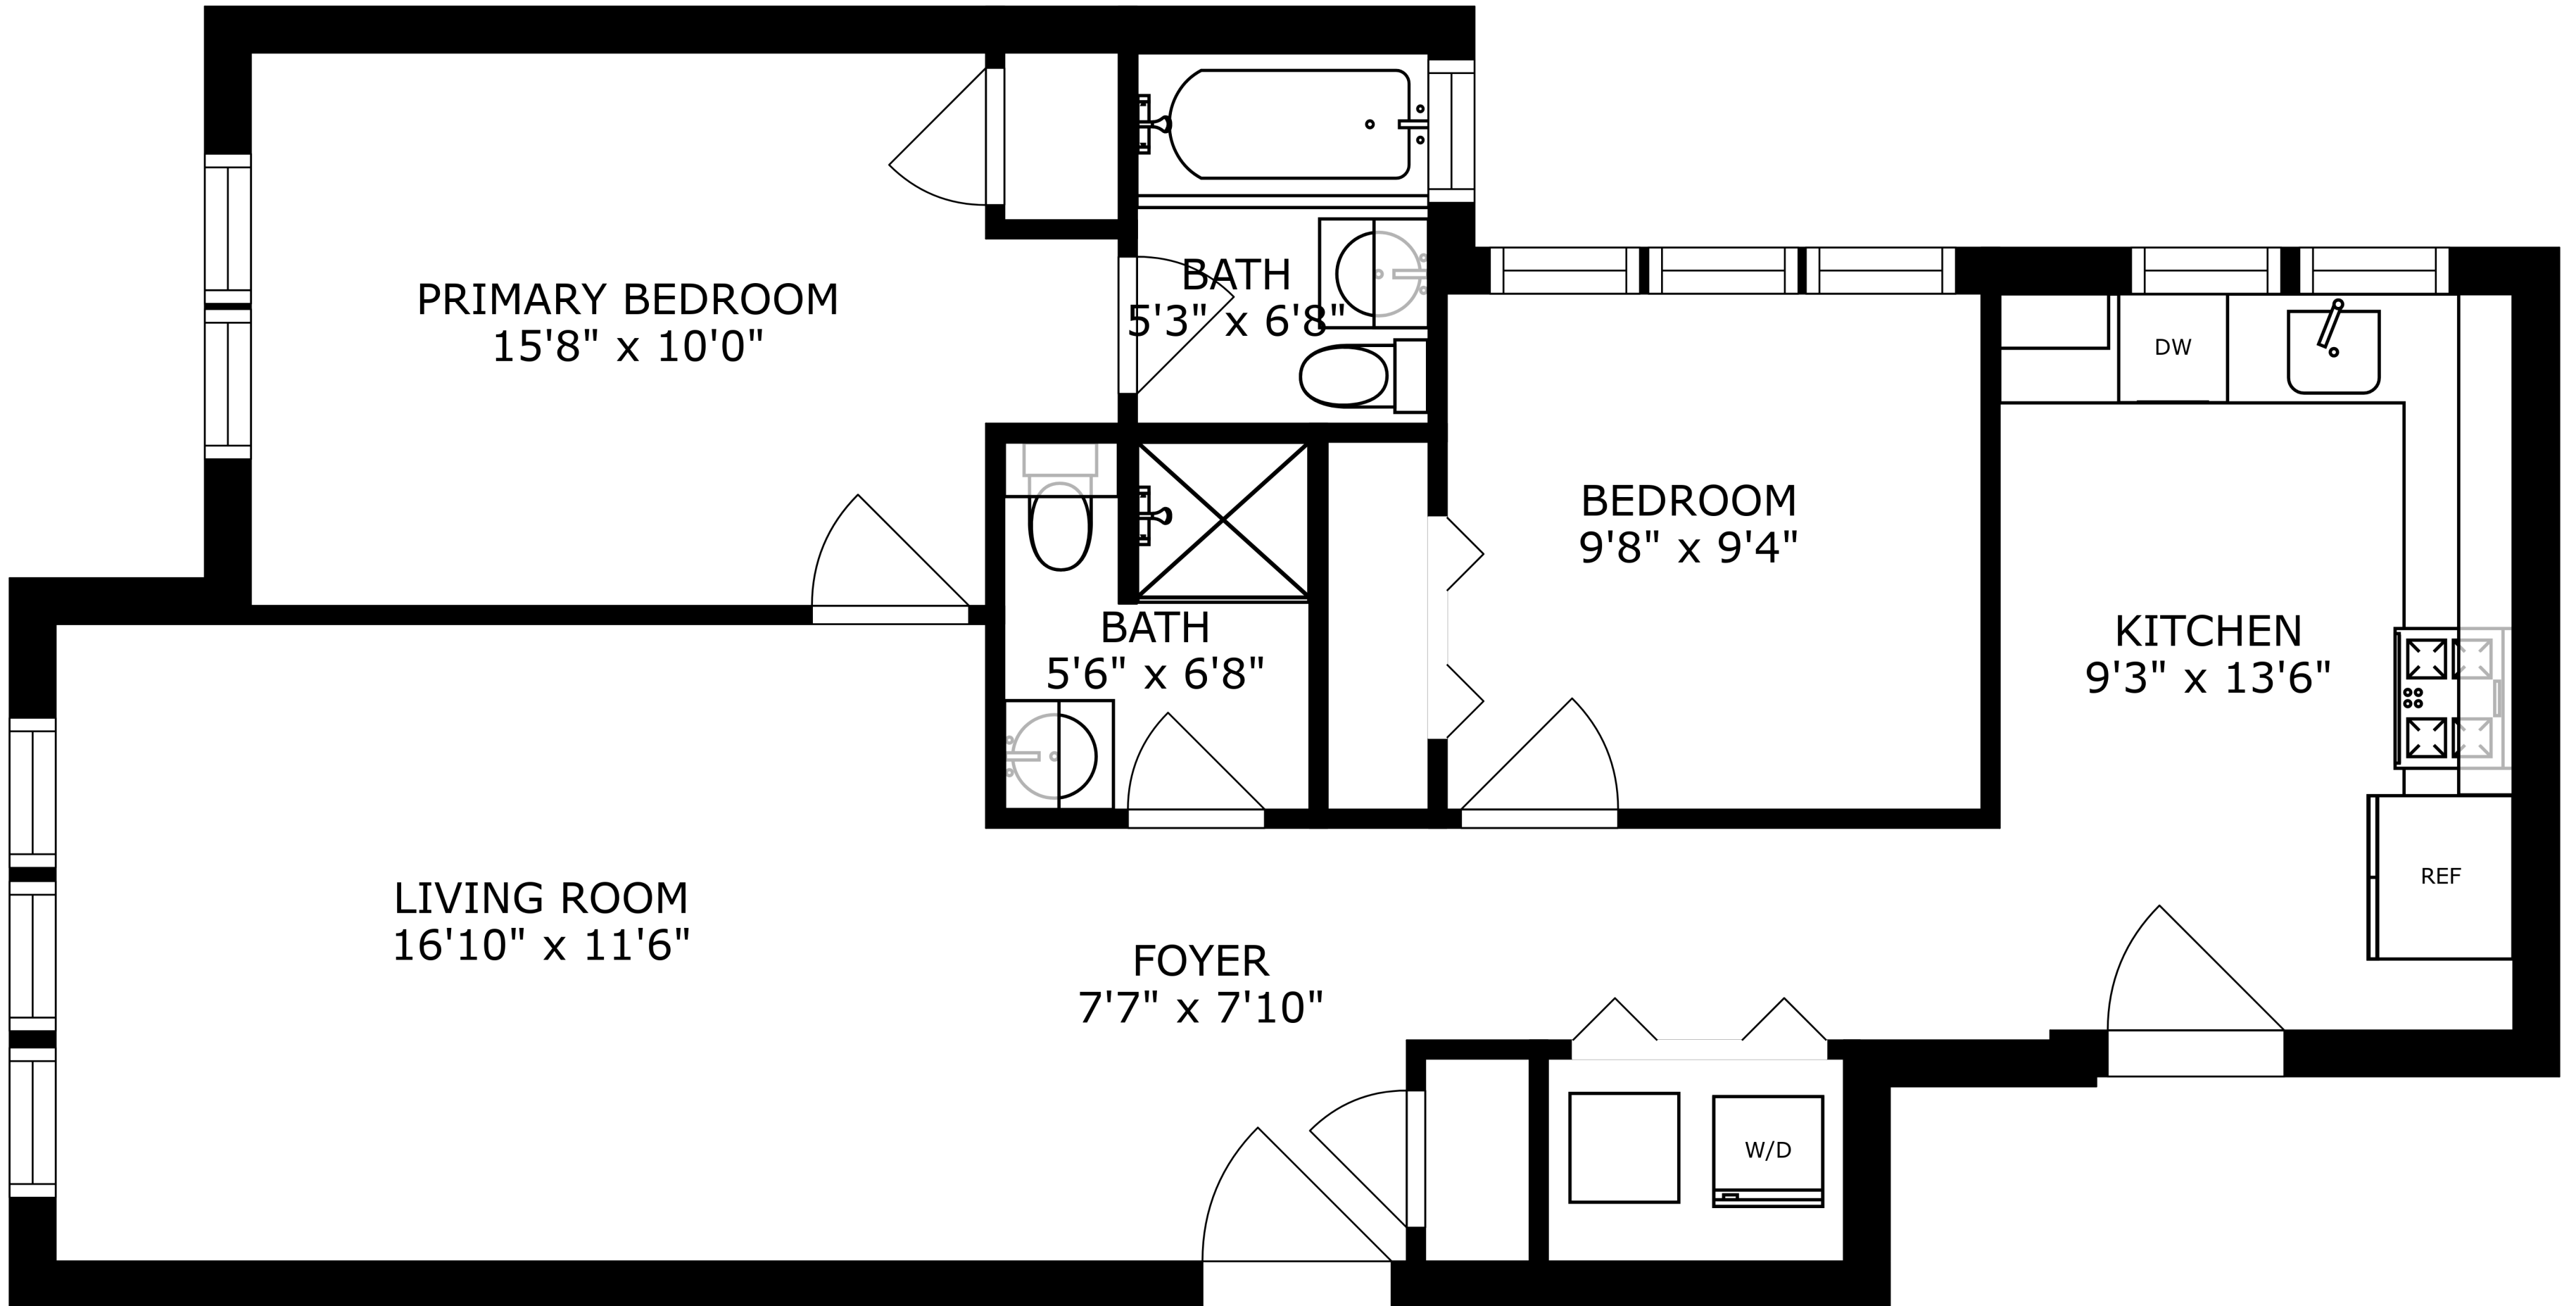 PRIMARY BEDROOM
15'8" x 10'0"
BATH
5'3" x 6'8"
DW
BEDROOM
9'8" x 9'4"
KITCHEN
9'3" x 13'6"
BATH
5'6" x 6'8"
LIVING ROOM
16'10" x 11'6"
FOYER
7'7" x 7'10"
REF
W/D